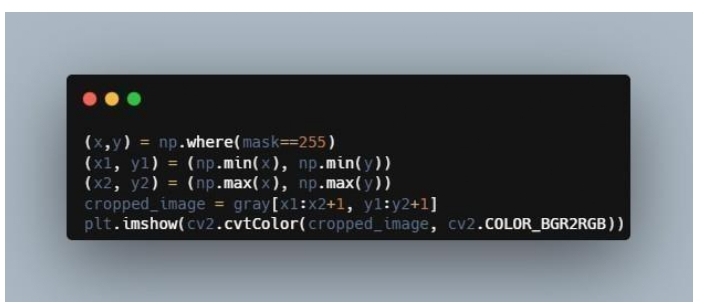 (x,y) = np.where(mask==255)
(x1, y1) = (np.min(x), np.min(y))
(x2, y2) = (np.max(x), np.max(y))
cropped_image = gray[x1:x2+1, y1:y2+1]
plt.imshow(cv2.cvtColor(cropped_image, cv2.COLOR_BGR2RGB))